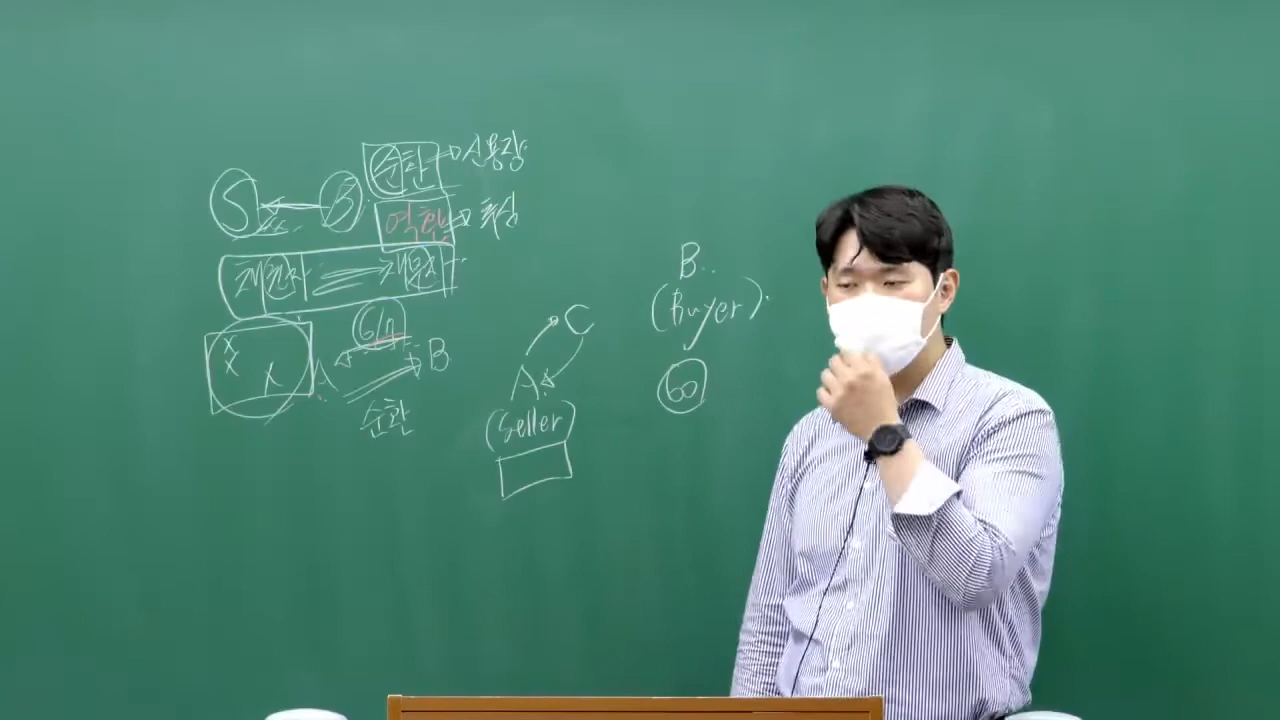 순환 → 신용장
S ← B
역환 → 추심
채권자 → 채무자
G/n
A B
순환
C
A
(Seller)
B..
(Buyer)
60